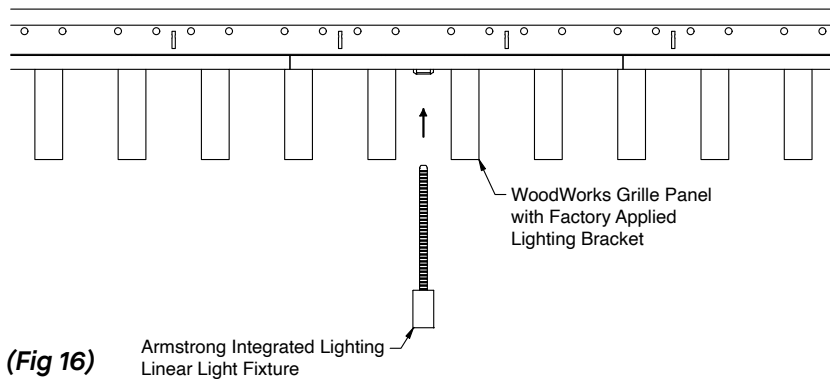 WoodWorks Grille Panel
with Factory Applied
Lighting Bracket
(Fig 16)
Armstrong Integrated Lighting
Linear Light Fixture